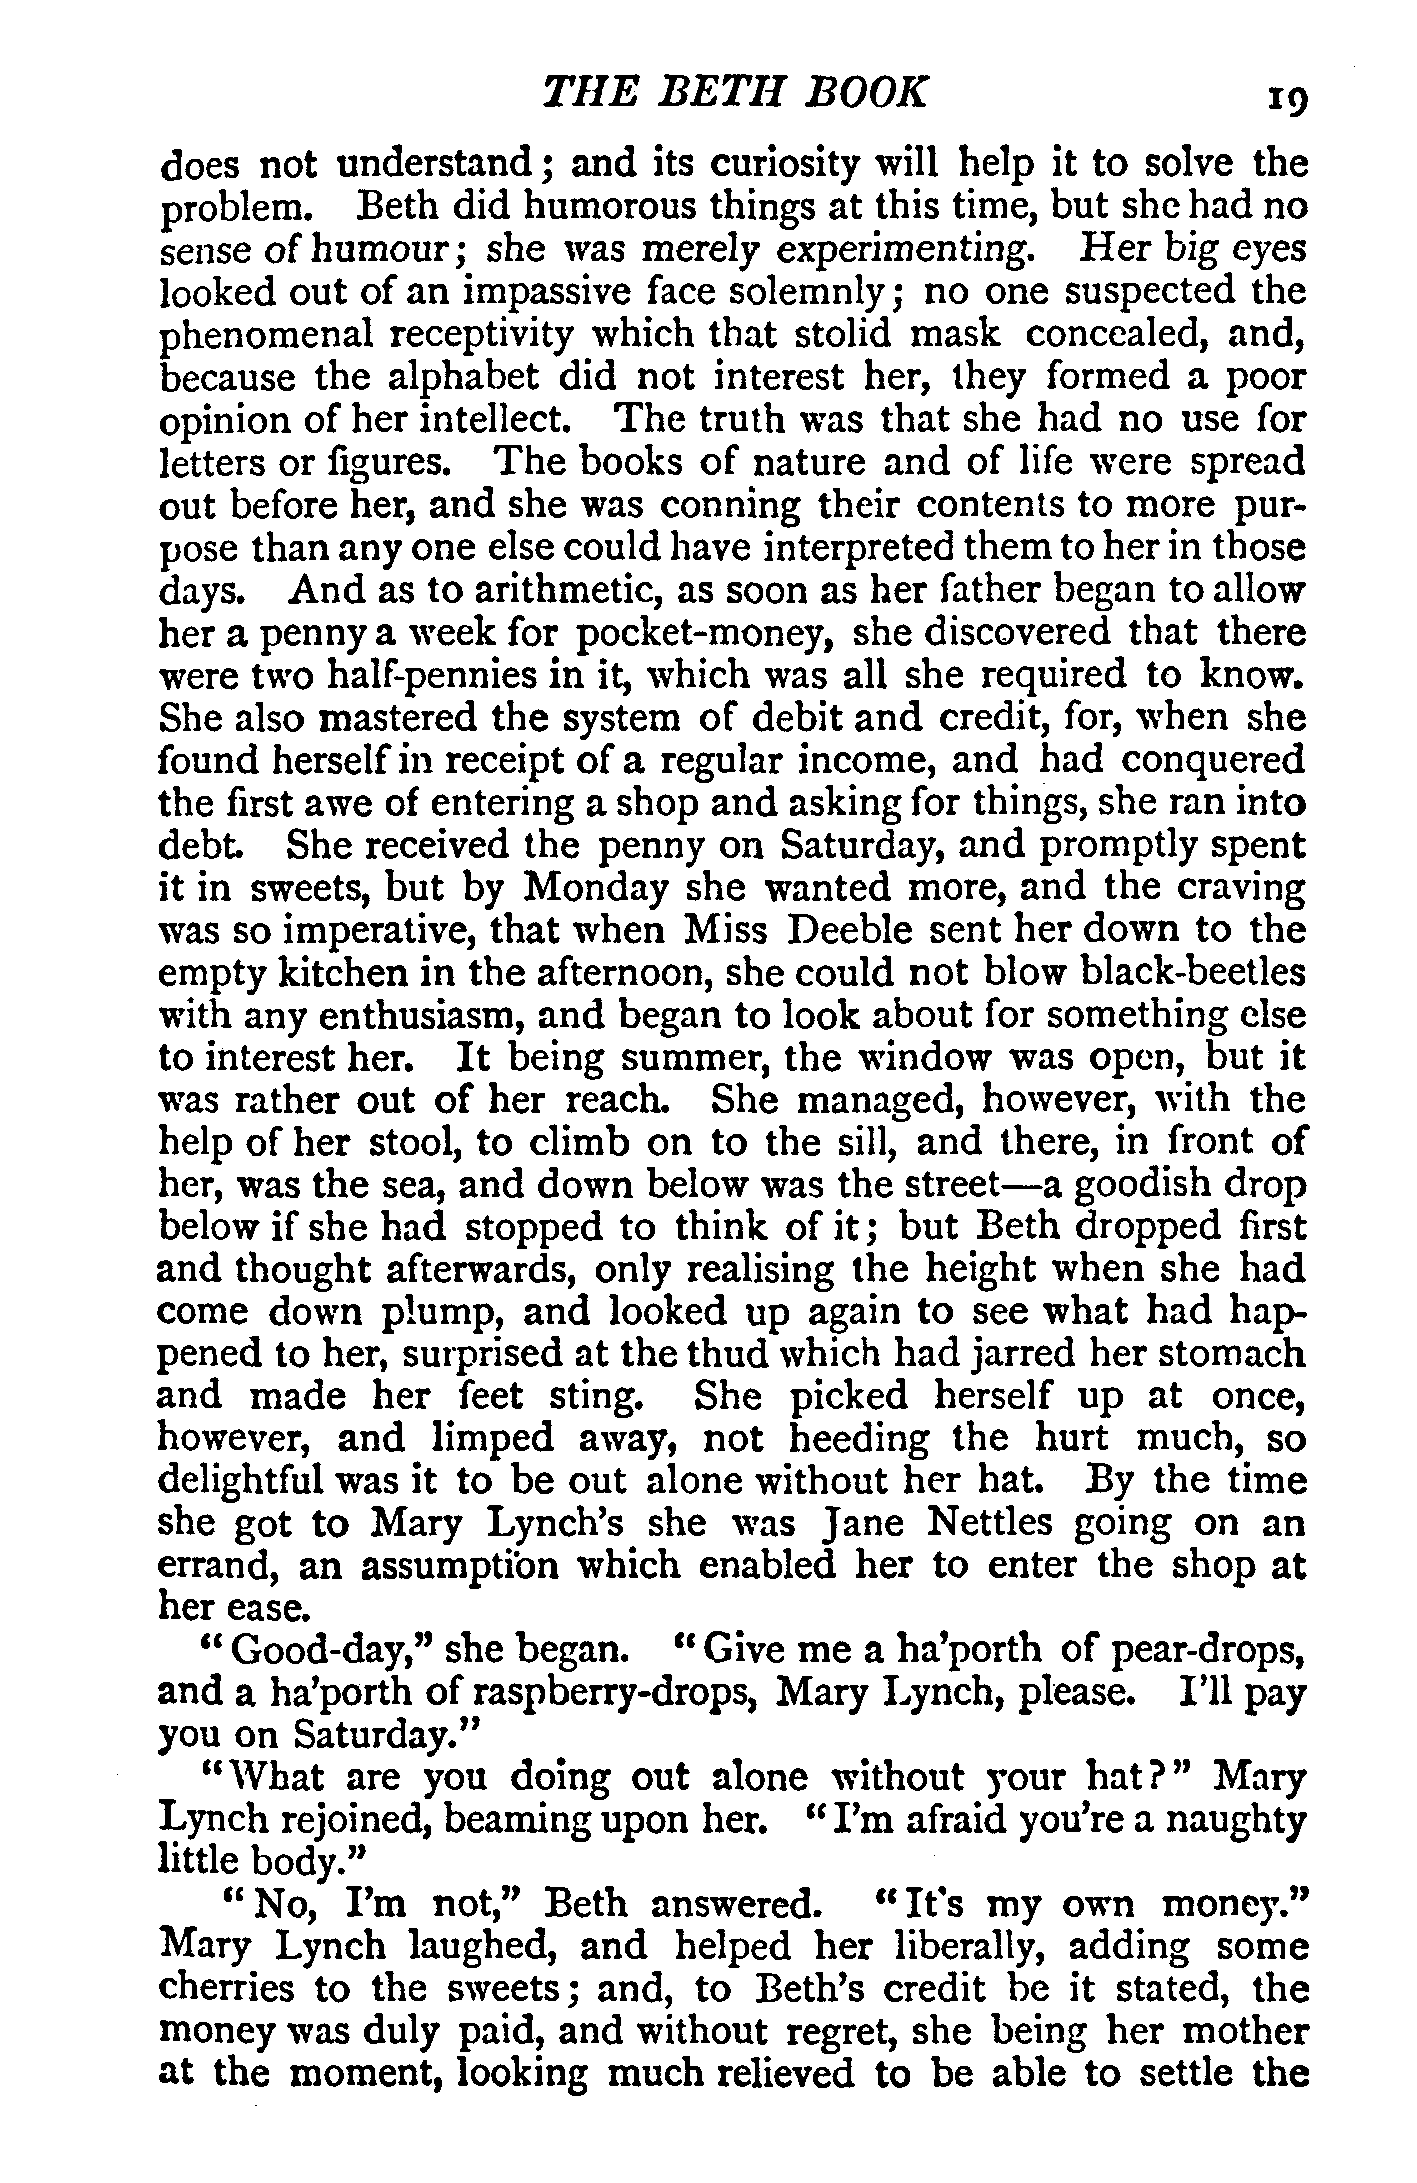 THE BETH BOOK 19
does not understand; and its curiosity will help it to solve the
problem. Beth did humorous things at this time, but she had no
sense of humour; she was merely experimenting. Her big eyes
looked out of an impassive face solemnly; no one suspected the
phenomenal receptivity which that stolid mask concealed, and,
because the alphabet did not interest her, they formed a poor
opinion of her intellect. The truth was that she had no use for
letters or figures. The books of nature and of life were spread
out before her, and she was conning their contents to more pur-
pose than any one else could have interpreted them to her in those
days. And as to arithmetic, as soon as her father began to allow
her a penny a week for pocket-money, she discovered that there
were two half-pennies in it, which was all she required to know.
She also mastered the system of debit and credit, for, when she
found herself in receipt of a regular income, and had conquered
the first awe of entering a shop and asking for things, she ran into
debt. She received the penny on Saturday, and promptly spent
it in sweets, but by Monday she wanted more, and the craving
was so imperative, that when Miss Deeble sent her down to the
empty kitchen in the afternoon, she could not blow black-beetles
with any enthusiasm, and began to look about for something else
to interest her. It being summer, the window was open, but it
was rather out of her reach. She managed, however, with the
help of her stool, to climb on to the sill, and there, in front of
her, was the sea, and down below was the street—a goodish drop
below if she had stopped to think of it; but Beth dropped first
and thought afterwards, only realising the height when she had
come down plump, and looked up again to see what had hap-
pened to her, surprised at the thud which had jarred her stomach
and made her feet sting. She picked herself up at once,
however, and limped away, not heeding the hurt much, so
delightful was it to be out alone without her hat. By the time
she got to Mary Lynch's she was Jane Nettles going on an
errand, an assumption which enabled her to enter the shop at
her ease.
"Good-day," she began. "Give me a ha'porth of pear-drops,
and a ha'porth of raspberry-drops, Mary Lynch, please. I'll pay
you on Saturday."
"What are you doing out alone without your hat?" Mary
Lynch rejoined, beaming upon her. "I'm afraid you're a naughty
little body."
"No, I'm not," Beth answered. "It's my own money."
Mary Lynch laughed, and helped her liberally, adding some
cherries to the sweets; and, to Beth's credit be it stated, the
money was duly paid, and without regret, she being her mother
at the moment, looking much relieved to be able to settle the